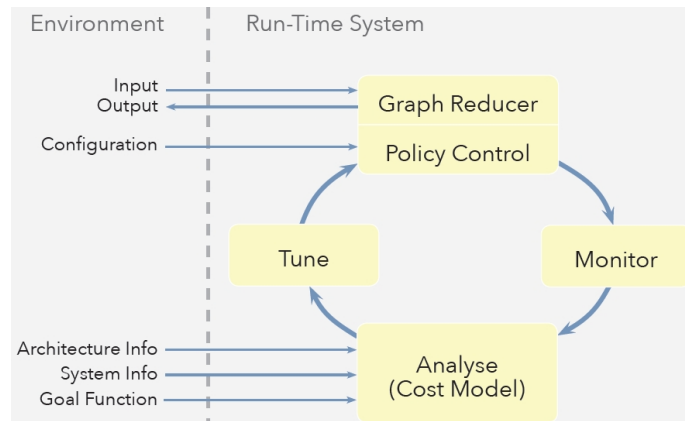 Environment
Run-Time System
Input
Output
Configuration
Graph Reducer
Policy Control
Tune
Monitor
Architecture Info
System Info
Goal Function
Analyse
(Cost Model)